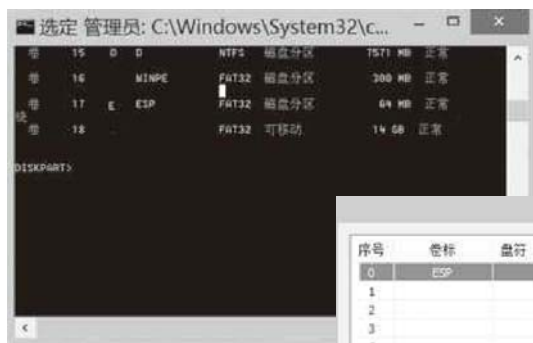 选定 管理员: C:\Windows\System32\c...
卷 15 D D NTFS 磁盘分区 7571 MB 正常
卷 16 WINPE FAT32 磁盘分区 300 MB 正常
卷 17 E ESP FAT32 磁盘分区 64 MB 正常
统
卷 18 FAT32 可移动 14 GB 正常
DISKPART>
序号 卷标 盘符
0 ESP
1
2
3